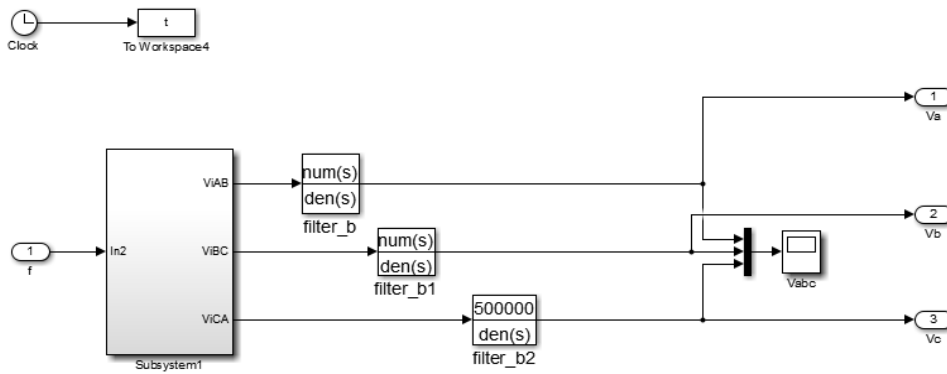 t
Clock
To Workspace4
1
Va
ViAB
num(s)
den(s)
filter_b
2
Vb
1
f
In2
ViBC
num(s)
den(s)
filter_b1
Vabc
ViCA
500000
den(s)
filter_b2
3
Vc
Subsystem1